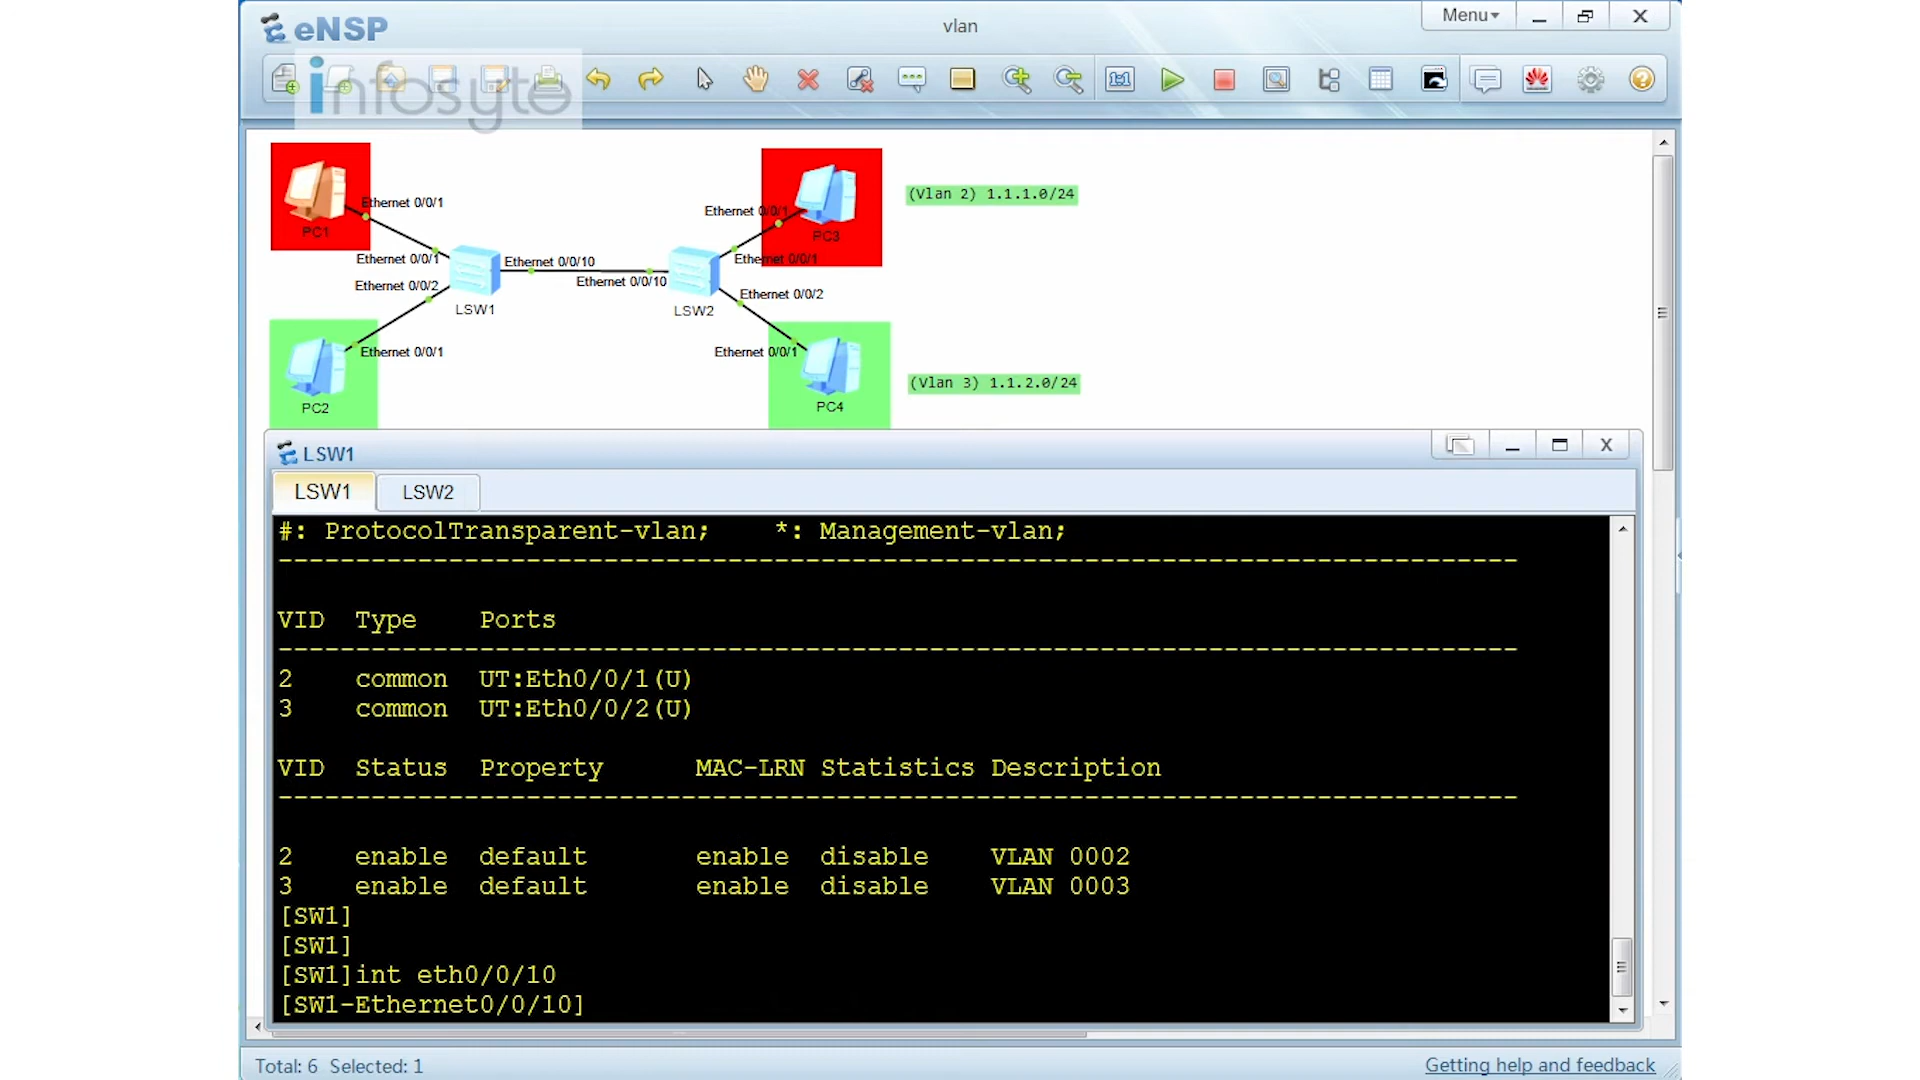 eNSP
vlan
Menu
infosyte
1:1
PC1
Ethernet 0/0/1
Ethernet 0/0/1
Ethernet 0/0/2
Ethernet 0/0/1
PC2
LSW1
Ethernet 0/0/10
Ethernet 0/0/10
LSW2
Ethernet 0/0/1
PC3
Ethernet 0/0/1
Ethernet 0/0/2
Ethernet 0/0/1
PC4
(Vlan 2) 1.1.1.0/24
(Vlan 3) 1.1.2.0/24
LSW1
LSW1 LSW2
#: ProtocolTransparent-vlan; *: Management-vlan;
--------------------------------------------------------------------------------
VID Type Ports
--------------------------------------------------------------------------------
2 common UT:Eth0/0/1(U)
3 common UT:Eth0/0/2(U)
VID Status Property MAC-LRN Statistics Description
--------------------------------------------------------------------------------
2 enable default enable disable VLAN 0002
3 enable default enable disable VLAN 0003
[SW1]
[SW1]
[SW1]int eth0/0/10
[SW1-Ethernet0/0/10]
Total: 6 Selected: 1
Getting help and feedback